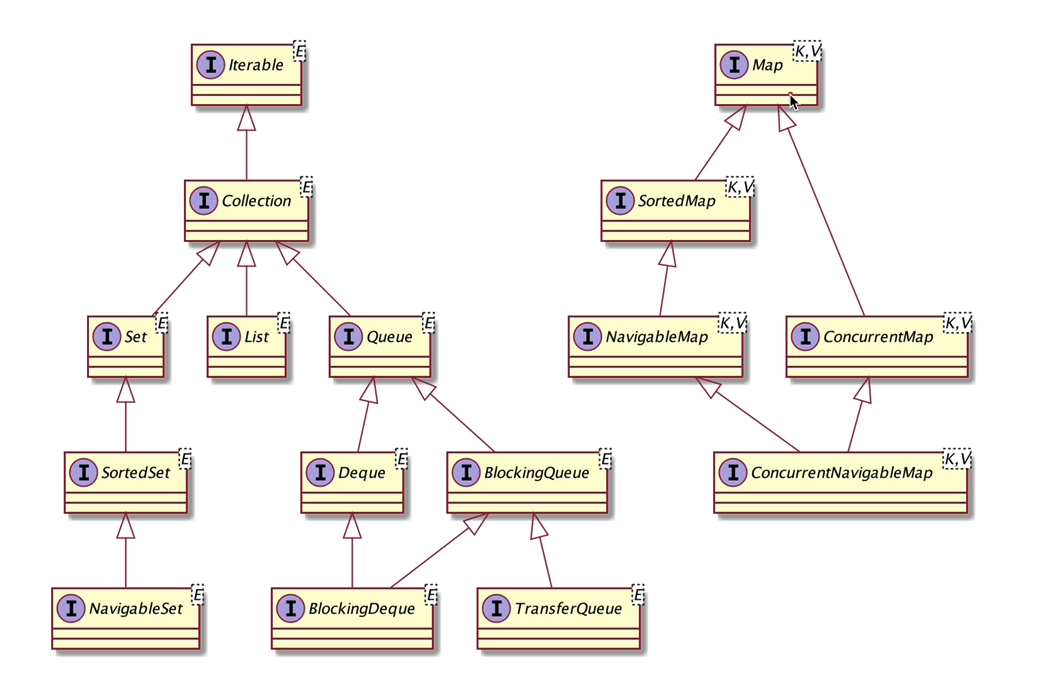 I Iterable E
I Map K,V
I Collection E
I SortedMap K,V
I Set E
I List E
I Queue E
I NavigableMap K,V
I ConcurrentMap K,V
I SortedSet E
I Deque E
I BlockingQueue E
I ConcurrentNavigableMap K,V
I NavigableSet E
I BlockingDeque E
I TransferQueue E